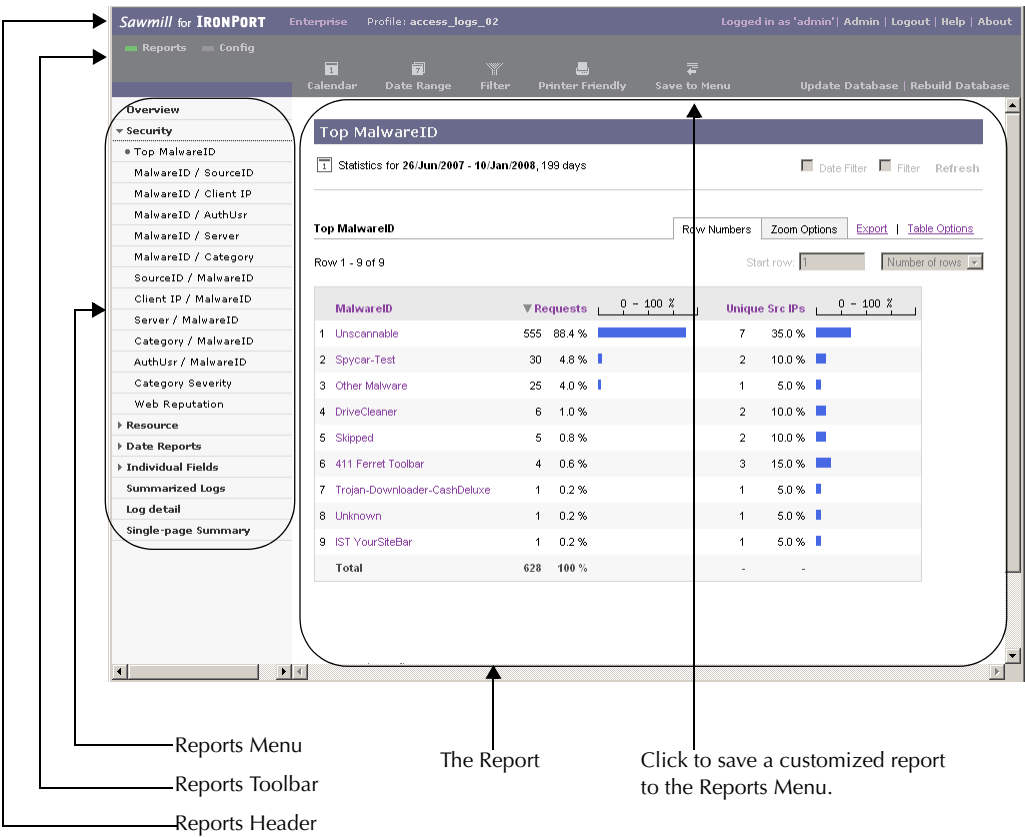 Sawmill for IRONPORT Enterprise Profile: access_logs_02 Logged in as 'admin'| Admin | Logout | Help | About
Reports Config
1 7
Calendar Date Range Filter Printer Friendly Save to Menu Update Database | Rebuild Database
Overview
Security
Top MalwareID
MalwareID / SourceID
MalwareID / Client IP
MalwareID / AuthUsr
MalwareID / Server
MalwareID / Category
SourceID / MalwareID
Client IP / MalwareID
Server / MalwareID
Category / MalwareID
AuthUsr / MalwareID
Category Severity
Web Reputation
Resource
Date Reports
Individual Fields
Summarized Logs
Log detail
Single-page Summary
Top MalwareID
1 Statistics for 26/Jun/2007 - 10/Jan/2008, 199 days Date Filter Filter Refresh
Top MalwareID Row Numbers Zoom Options Export | Table Options
Row 1 - 9 of 9 Start row: 1 Number of rows
MalwareID Requests 0 - 100 % Unique Src IPs 0 - 100 %
1 Unscannable 555 88.4 % 7 35.0 %
2 Spycar-Test 30 4.8 % 2 10.0 %
3 Other Malware 25 4.0 % 1 5.0 %
4 DriveCleaner 6 1.0 % 2 10.0 %
5 Skipped 5 0.8 % 2 10.0 %
6 411 Ferret Toolbar 4 0.6 % 3 15.0 %
7 Trojan-Downloader-CashDeluxe 1 0.2 % 1 5.0 %
8 Unknown 1 0.2 % 1 5.0 %
9 IST YourSiteBar 1 0.2 % 1 5.0 %
Total 628 100 % - -
Reports Menu
Reports Toolbar
Reports Header
The Report
Click to save a customized report
to the Reports Menu.